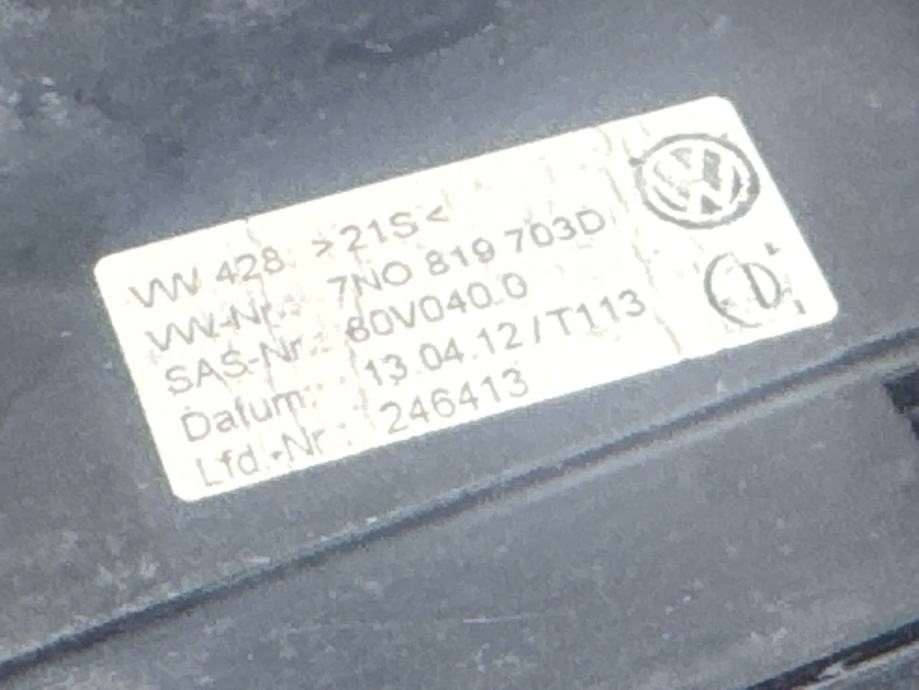 VW 428 >21S<
VW-Nr.: 7N0 819 703D
SAS-Nr.: 80V040.0
Datum: 13.04.12/T113
Lfd.-Nr.: 246413